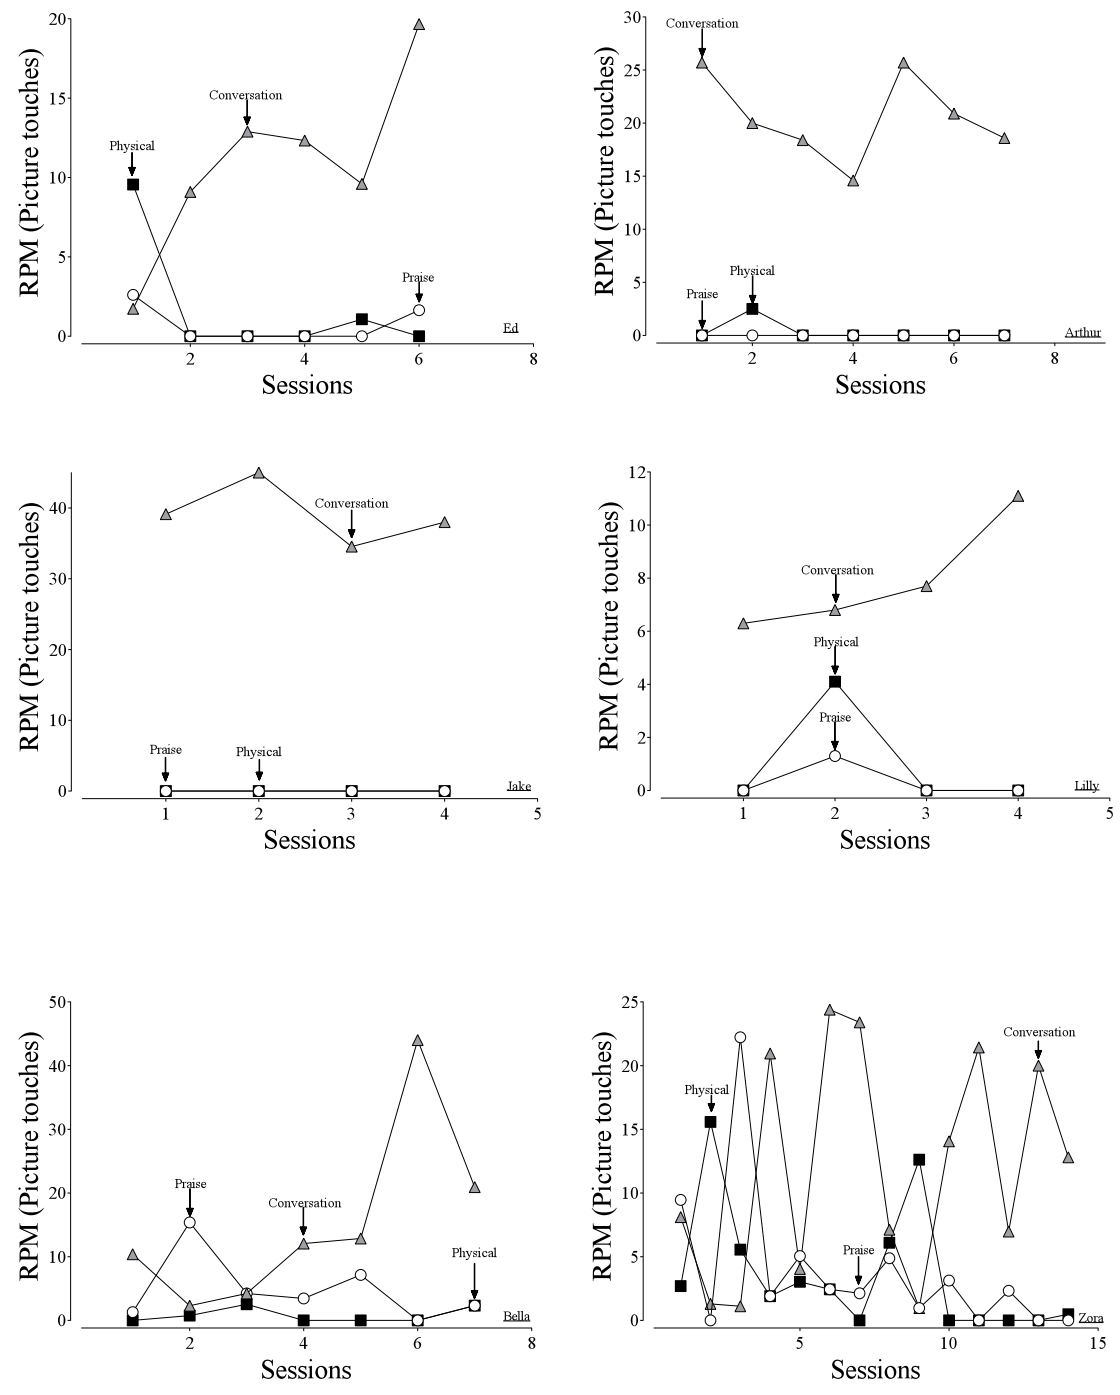 RPM (Picture touches)
20
15
10
5
0
Physical
Conversation
Praise
Ed
2
4
6
8
Sessions
RPM (Picture touches)
30
25
20
15
10
5
0
Conversation
Physical
Praise
Arthur
2
4
6
8
Sessions
RPM (Picture touches)
40
30
20
10
0
Conversation
Praise
Physical
Jake
1
2
3
4
5
Sessions
RPM (Picture touches)
12
10
8
6
4
2
0
Conversation
Physical
Praise
Lilly
1
2
3
4
5
Sessions
RPM (Picture touches)
50
40
30
20
10
0
Praise
Conversation
Physical
Bella
2
4
6
8
Sessions
RPM (Picture touches)
25
20
15
10
5
0
Conversation
Physical
Praise
Zora
5
10
15
Sessions